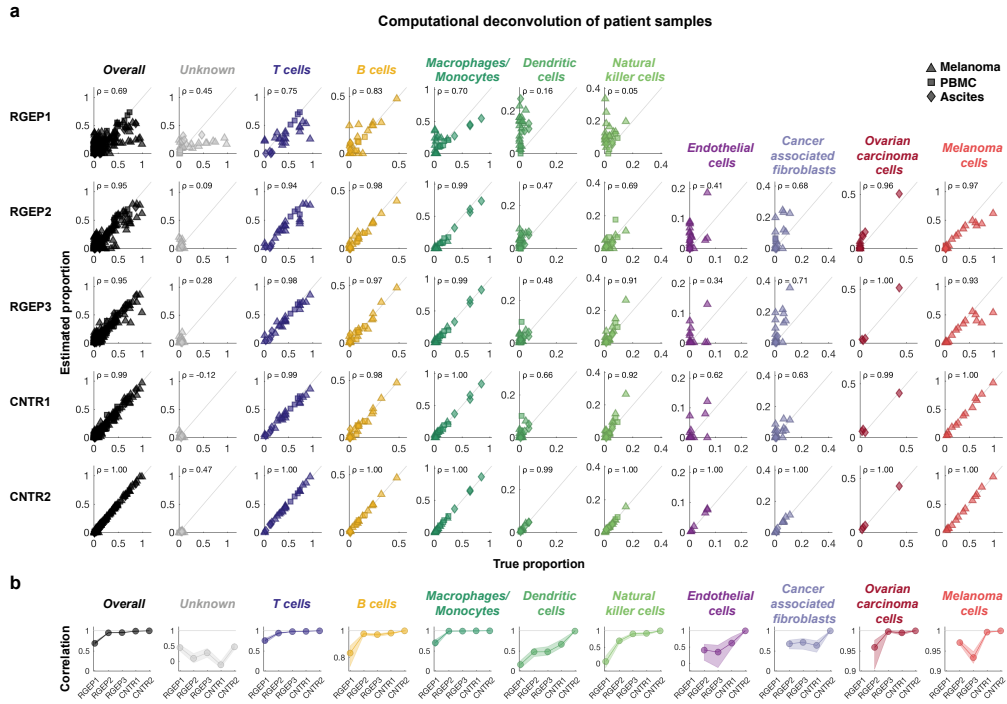 a
Computational deconvolution of patient samples
Overall
Unknown
T cells
B cells
Macrophages/
Monocytes
Dendritic
cells
Natural
killer cells
Melanoma
PBMC
Ascites
Endothelial
cells
Cancer
associated
fibroblasts
Ovarian
carcinoma
cells
Melanoma
cells
RGEP1
ρ = 0.69
ρ = 0.45
ρ = 0.75
ρ = 0.83
ρ = 0.70
ρ = 0.16
ρ = 0.05
RGEP2
ρ = 0.95
ρ = 0.09
ρ = 0.94
ρ = 0.98
ρ = 0.99
ρ = 0.47
ρ = 0.69
ρ = 0.41
ρ = 0.68
ρ = 0.96
ρ = 0.97
RGEP3
ρ = 0.95
ρ = 0.28
ρ = 0.98
ρ = 0.97
ρ = 0.99
ρ = 0.48
ρ = 0.91
ρ = 0.34
ρ = 0.71
ρ = 1.00
ρ = 0.93
CNTR1
ρ = 0.99
ρ = -0.12
ρ = 0.99
ρ = 0.98
ρ = 1.00
ρ = 0.66
ρ = 0.92
ρ = 0.62
ρ = 0.63
ρ = 0.99
ρ = 1.00
CNTR2
ρ = 1.00
ρ = 0.47
ρ = 1.00
ρ = 1.00
ρ = 1.00
ρ = 0.99
ρ = 1.00
ρ = 1.00
ρ = 1.00
ρ = 1.00
ρ = 1.00
Estimated proportion
True proportion
b
Overall
Unknown
T cells
B cells
Macrophages/
Monocytes
Dendritic
cells
Natural
killer cells
Endothelial
cells
Cancer
associated
fibroblasts
Ovarian
carcinoma
cells
Melanoma
cells
Correlation
RGEP1
RGEP2
RGEP3
CNTR1
CNTR2